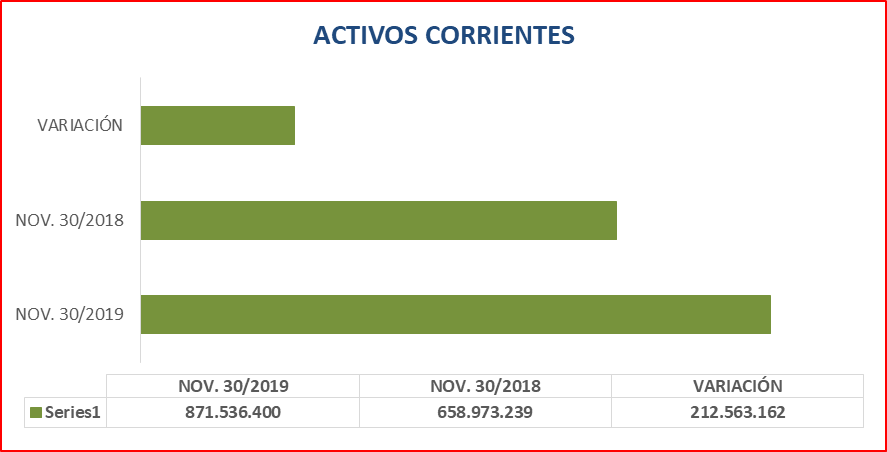 ACTIVOS CORRIENTES
VARIACIÓN
NOV. 30/2018
NOV. 30/2019
NOV. 30/2019 NOV. 30/2018 VARIACIÓN
Series1 871.536.400 658.973.239 212.563.162